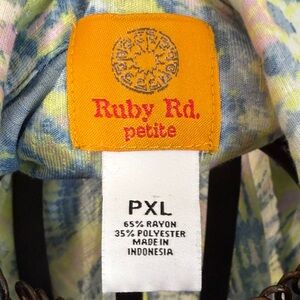 Ruby Rd.
petite
PXL
65% RAYON
35% POLYESTER
MADE IN
INDONESIA